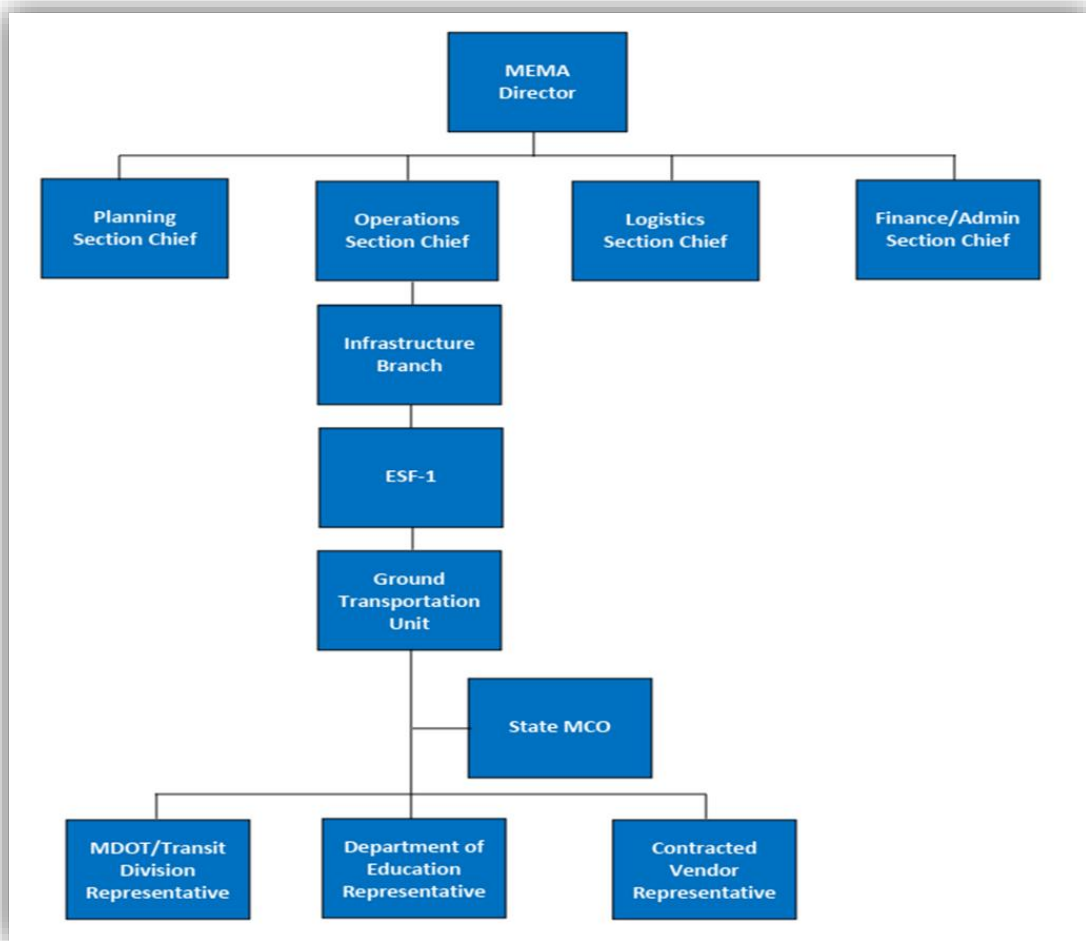 MEMA
Director
Planning
Section Chief
Operations
Section Chief
Logistics
Section Chief
Finance/Admin
Section Chief
Infrastructure
Branch
ESF-1
Ground
Transportation
Unit
State MCO
MDOT/Transit
Division
Representative
Department of
Education
Representative
Contracted
Vendor
Representative